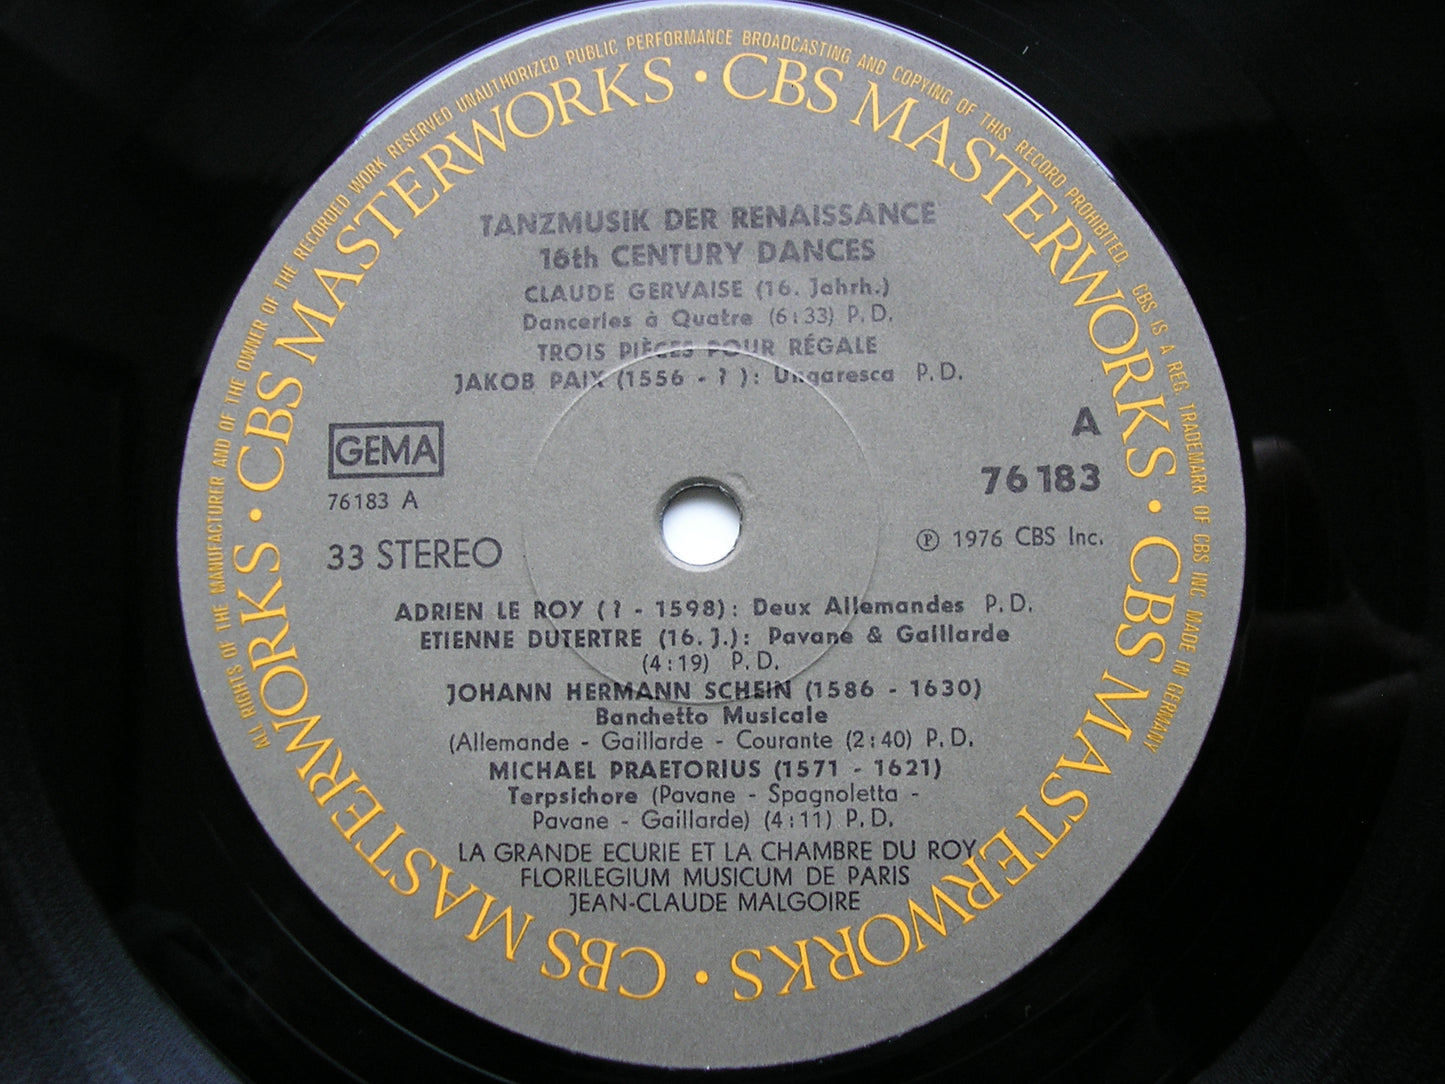 ALL RIGHTS OF THE MANUFACTURER AND OF THE OWNER OF THE RECORDED WORK RESERVED UNAUTHORIZED PUBLIC PERFORMANCE BROADCASTING AND COPYING OF THIS RECORD PROHIBITED. CBS IS A REG. TRADEMARK OF CBS INC. MADE IN GERMANY
CBS MASTERWORKS · CBS MASTERWORKS · CBS MASTERWORKS · CBS MASTERWORKS ·
TANZMUSIK DER RENAISSANCE
16th CENTURY DANCES
CLAUDE GERVAISE (16. Jahrh.)
Danceries à Quatre (6:33) P.D.
TROIS PIÈCES POUR RÉGALE
JAKOB PAIX (1556 - ? ): Ungaresca P.D.
GEMA
76183 A
33 STEREO
A
76 183
℗ 1976 CBS Inc.
ADRIEN LE ROY (? - 1598): Deux Allemandes P.D.
ETIENNE DUTERTRE (16. J.): Pavane & Gaillarde
(4:19) P.D.
JOHANN HERMANN SCHEIN (1586 - 1630)
Banchetto Musicale
(Allemande - Gaillarde - Courante (2:40) P.D.
MICHAEL PRAETORIUS (1571 - 1621)
Terpsichore (Pavane - Spagnoletta -
Pavane - Gaillarde) (4:11) P.D.
LA GRANDE ECURIE ET LA CHAMBRE DU ROY
FLORILEGIUM MUSICUM DE PARIS
JEAN-CLAUDE MALGOIRE